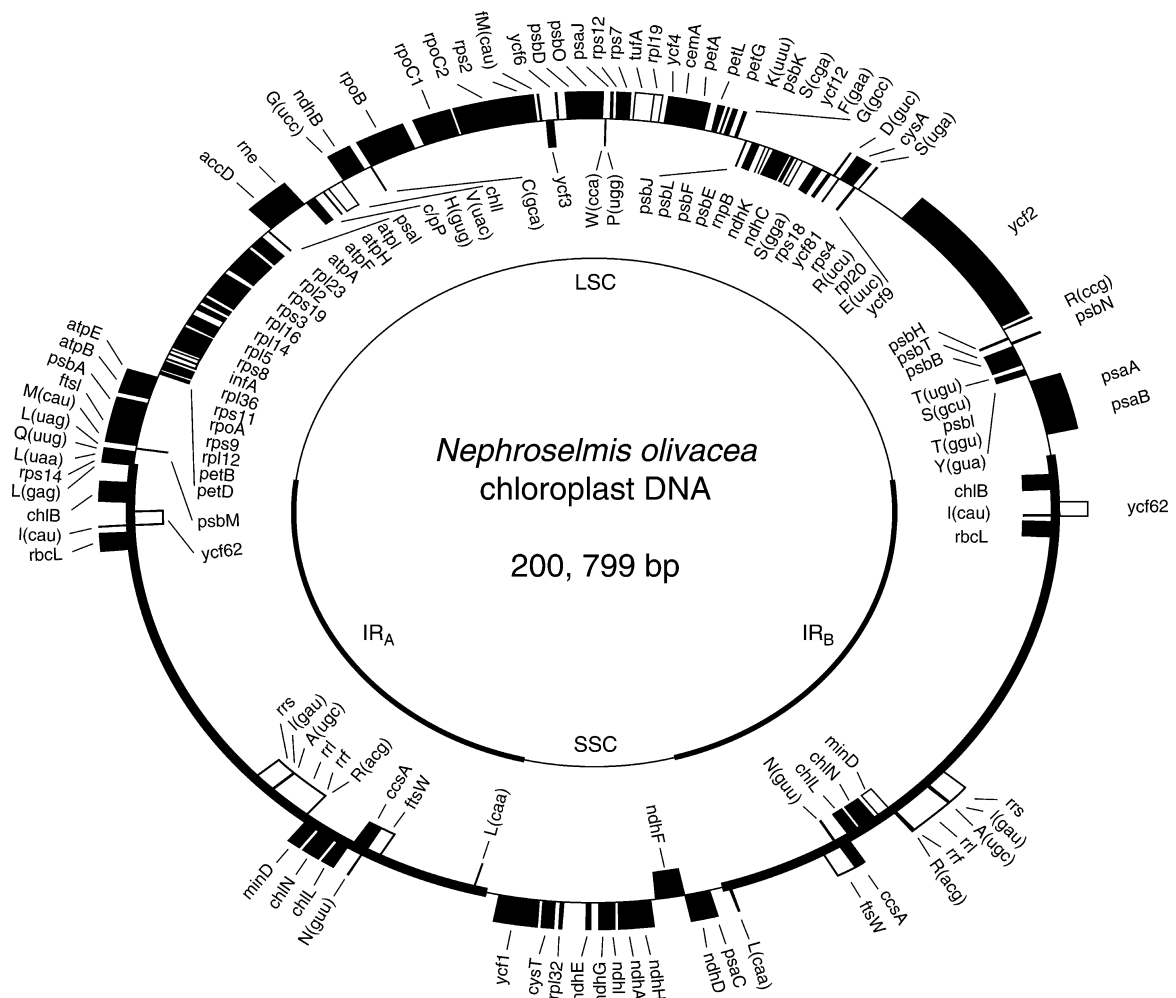 accD
rne
G(ucc)
ndhB
rpoB
rpoC1
rpoC2
rps2
fM(cau)
ycf6
psbD
psbO
psaJ
rps12
rps7
tufA
rpl19
ycf4
cemA
petA
petL
petG
K(uuu)
psbK
S(cga)
ycf12
F(gaa)
G(gcc)
D(guc)
cysA
S(uga)
ycf2
R(ccg)
psbN
psaA
psaB
ycf62
psaI
atpI
atpH
atpF
atpA
rpl23
rpl2
rps19
rps3
rpl16
rpl14
rpl5
rps8
infA
rpl36
rps11
rpoA
rps9
rpl12
petB
petD
c/pP
H(gug)
V(uac)
chlI
C(gca)
ycf3
W(cca)
P(ugg)
psbJ
psbL
psbF
psbE
rnpB
ndhK
ndhC
S(gga)
rps18
ycf81
rps4
R(ucu)
rpl20
E(uuc)
ycf9
psbH
psbT
psbB
T(ugu)
S(gcu)
psbI
T(ggu)
Y(gua)
chlB
I(cau)
rbcL
atpE
atpB
psbA
ftsI
M(cau)
L(uag)
Q(uug)
L(uaa)
rps14
L(gag)
chlB
I(cau)
rbcL
psbM
ycf62
LSC
Nephroselmis olivacea
chloroplast DNA
200, 799 bp
IRA
IRB
SSC
rrs
I(gau)
A(ugc)
rrl
rrf
R(acg)
ccsA
ftsW
L(caa)
ndhF
N(guu)
chlL
chlN
minD
rrs
I(gau)
A(ugc)
rrl
rrf
R(acg)
minD
chlN
chlL
N(guu)
ycf1
cysT
rpl32
ndhE
ndhG
ndhI
ndhA
ndhH
ndhD
psaC
L(caa)
ftsW
ccsA